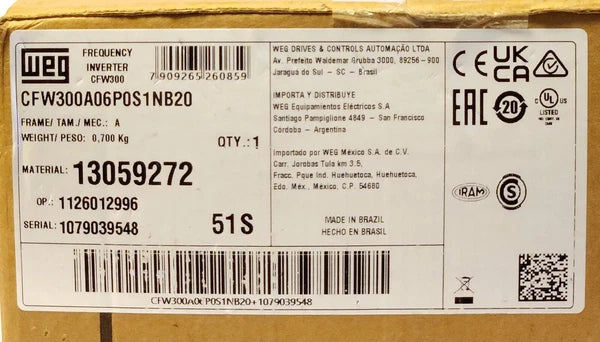 WEG
FREQUENCY
INVERTER
CFW300
7 909265 260859
CFW300A06P0S1NB20
FRAME/ TAM./ MEC.: A
WEIGHT/ PESO: 0,700 Kg
QTY.:1
MATERIAL: 13059272
OP.: 1126012996
SERIAL: 1079039548
51S
CFW300A06P0S1NB20+1079039548
WEG DRIVES & CONTROLS AUTOMAÇÃO LTDA
Av. Prefeito Waldemar Grubba 3000, 89256-900
Jaragua do Sul - SC - Brasil
IMPORTA Y DISTRIBUYE
WEG Equipamientos Eléctricos S.A
Santiago Pampiglione 4849 - San Francisco
Córdoba - Argentina
Importado por WEG México S.A. de C.V.
Carr. Jorobas Tula km 3.5,
Fracc. Pque Ind. Huehuetoca, Huehuetoca,
Edo, Méx., México, C.P. 54680
MADE IN BRAZIL
HECHO EN BRASIL
CE UK CA
EAC 20 C UL US
LISTED
IRAM S